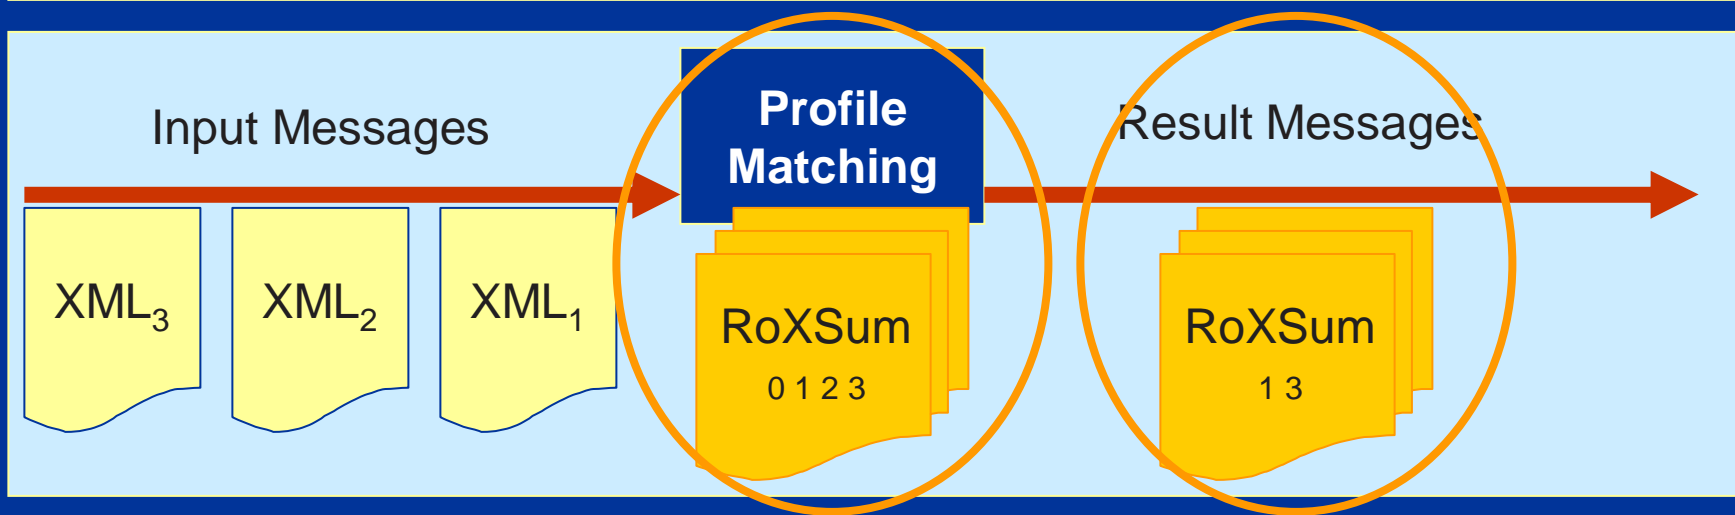 Input Messages
Profile
Matching
Result Messages
XML3
XML2
XML1
RoXSum
0 1 2 3
RoXSum
1 3